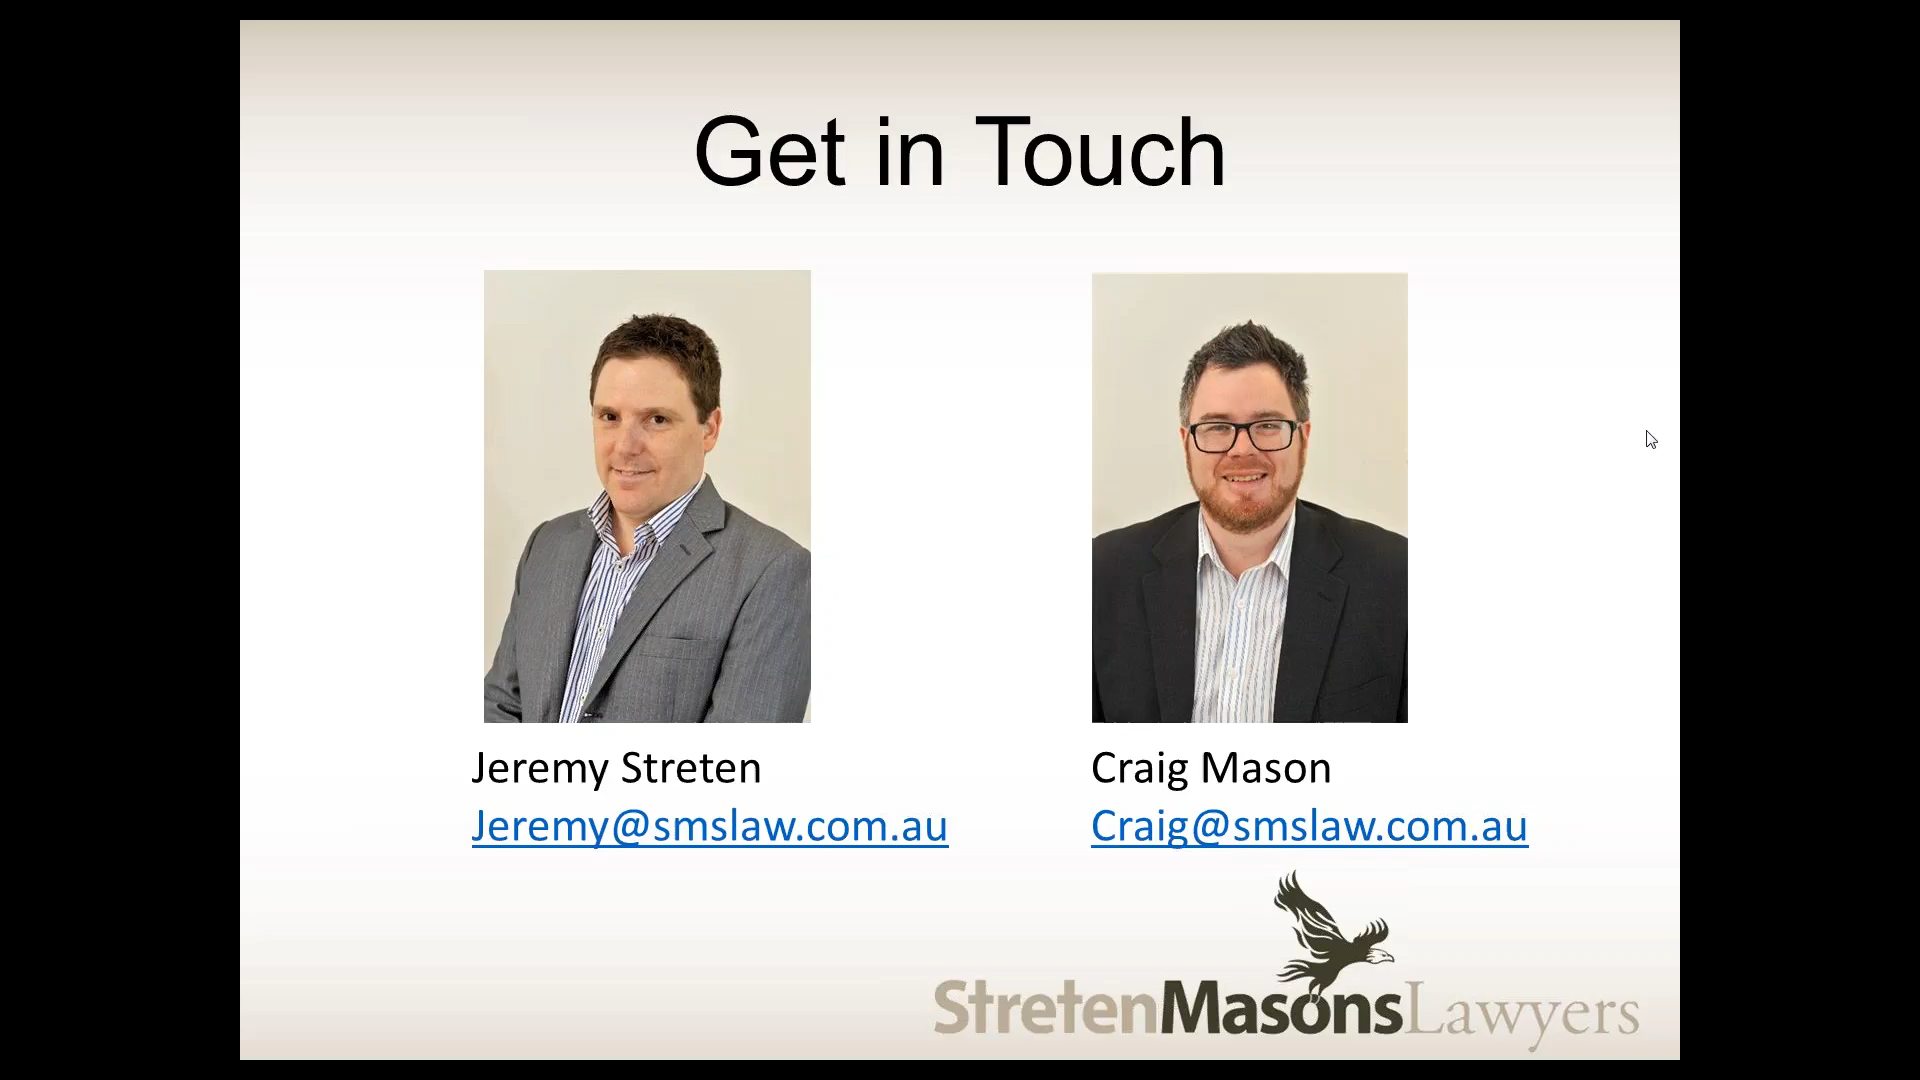 Get in Touch
Jeremy Streten
Jeremy@smslaw.com.au
Craig Mason
Craig@smslaw.com.au
StretenMasonsLawyers